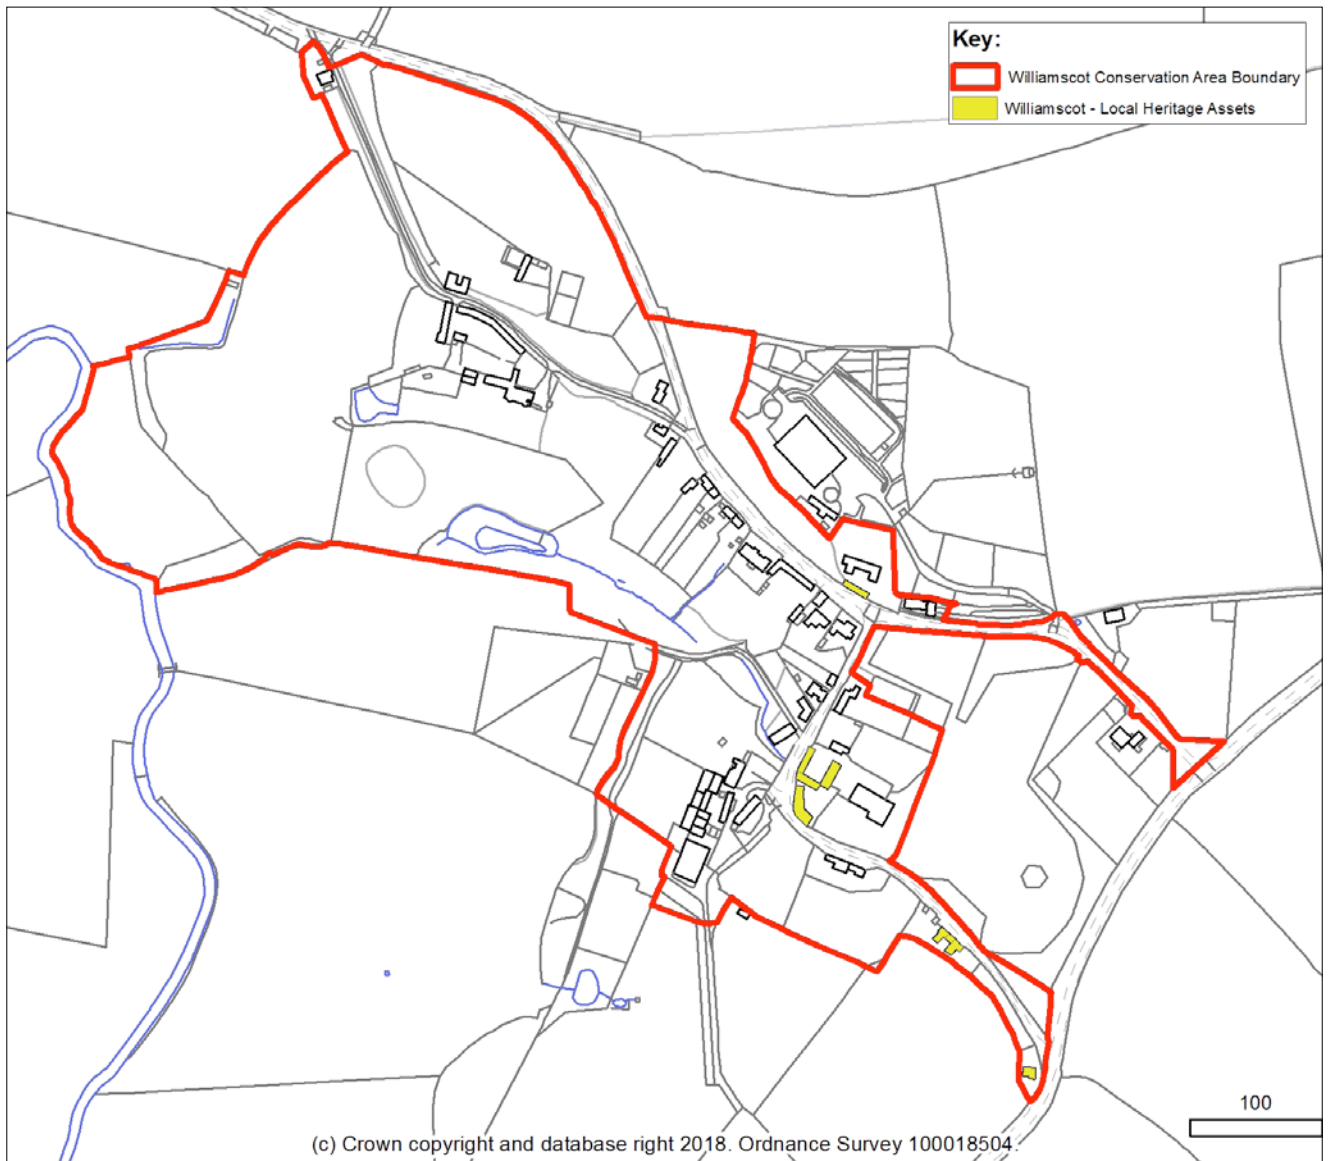 Key:
Williamscot Conservation Area Boundary
Williamscot - Local Heritage Assets
100
(c) Crown copyright and database right 2018. Ordnance Survey 100018504.